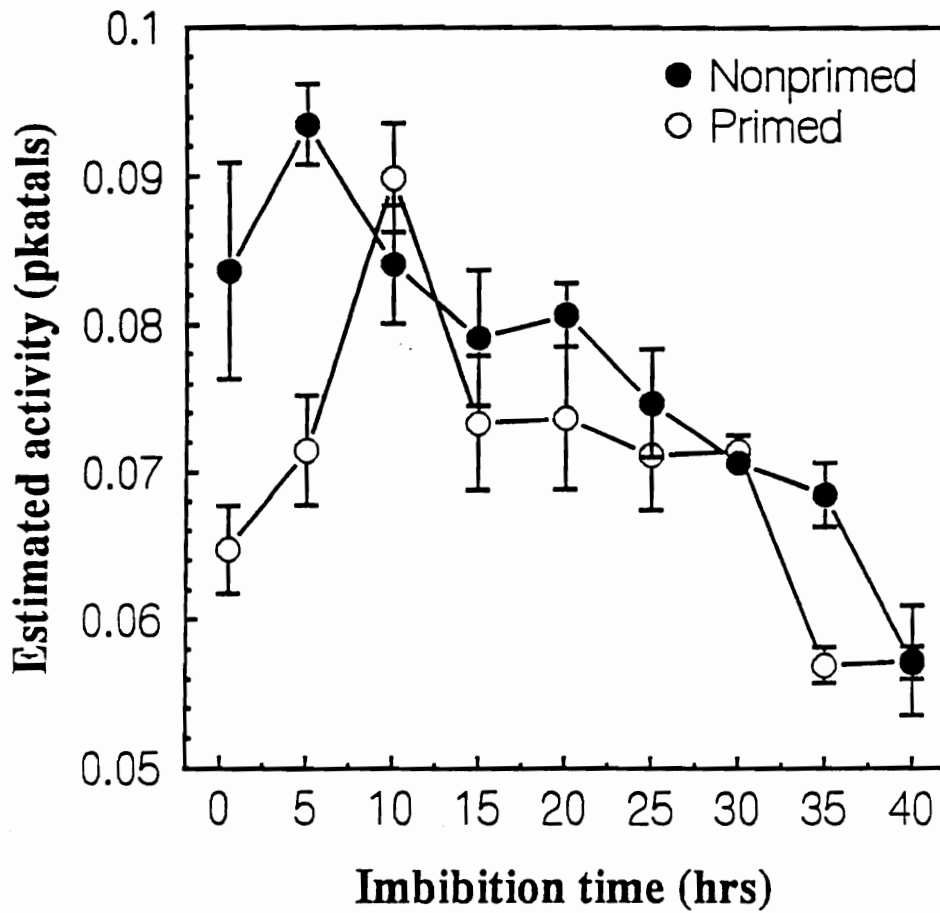 0.1
0.09
0.08
0.07
0.06
0.05
Estimated activity (pkatals)
Nonprimed
Primed
0 5 10 15 20 25 30 35 40
Imbibition time (hrs)